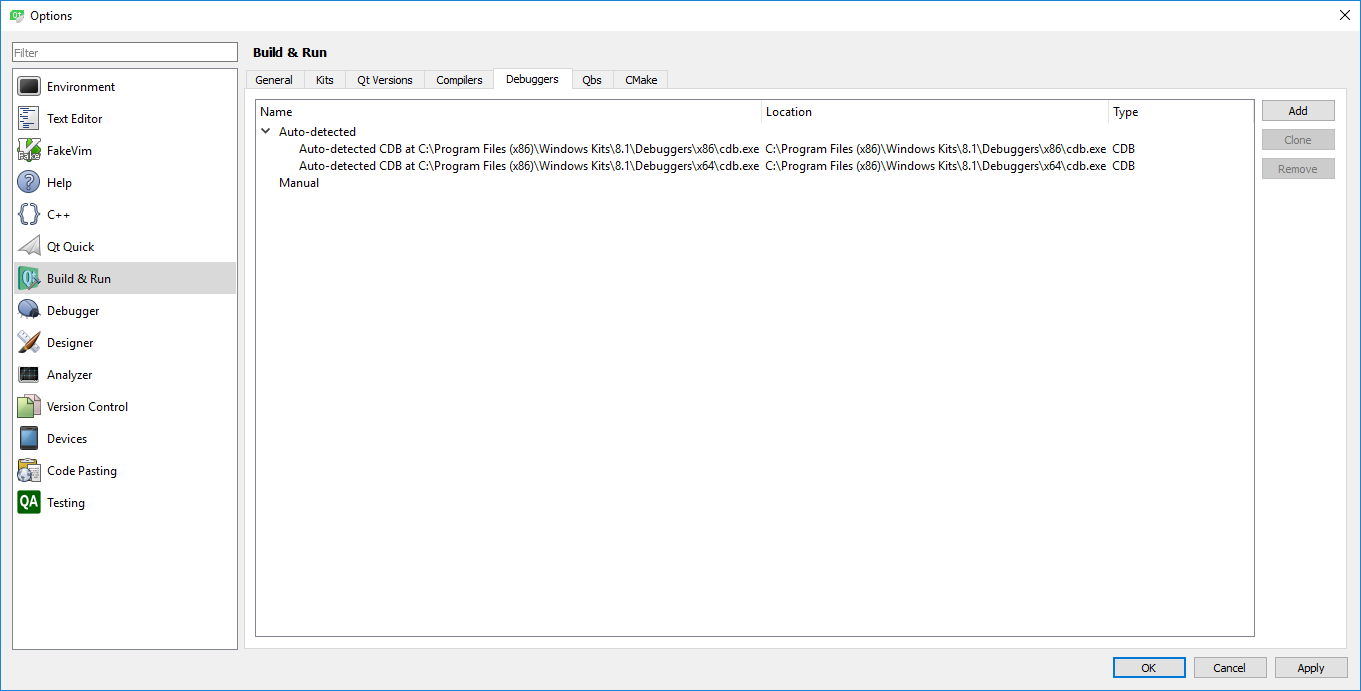 Options
Filter
Environment
Text Editor
FakeVim
Help
C++
Qt Quick
Build & Run
Debugger
Designer
Analyzer
Version Control
Devices
Code Pasting
QA Testing
Build & Run
General Kits Qt Versions Compilers Debuggers Qbs CMake
Name Location Type
Auto-detected
Auto-detected CDB at C:\Program Files (x86)\Windows Kits\8.1\Debuggers\x86\cdb.exe C:\Program Files (x86)\Windows Kits\8.1\Debuggers\x86\cdb.exe CDB
Auto-detected CDB at C:\Program Files (x86)\Windows Kits\8.1\Debuggers\x64\cdb.exe C:\Program Files (x86)\Windows Kits\8.1\Debuggers\x64\cdb.exe CDB
Manual
Add
Clone
Remove
OK Cancel Apply